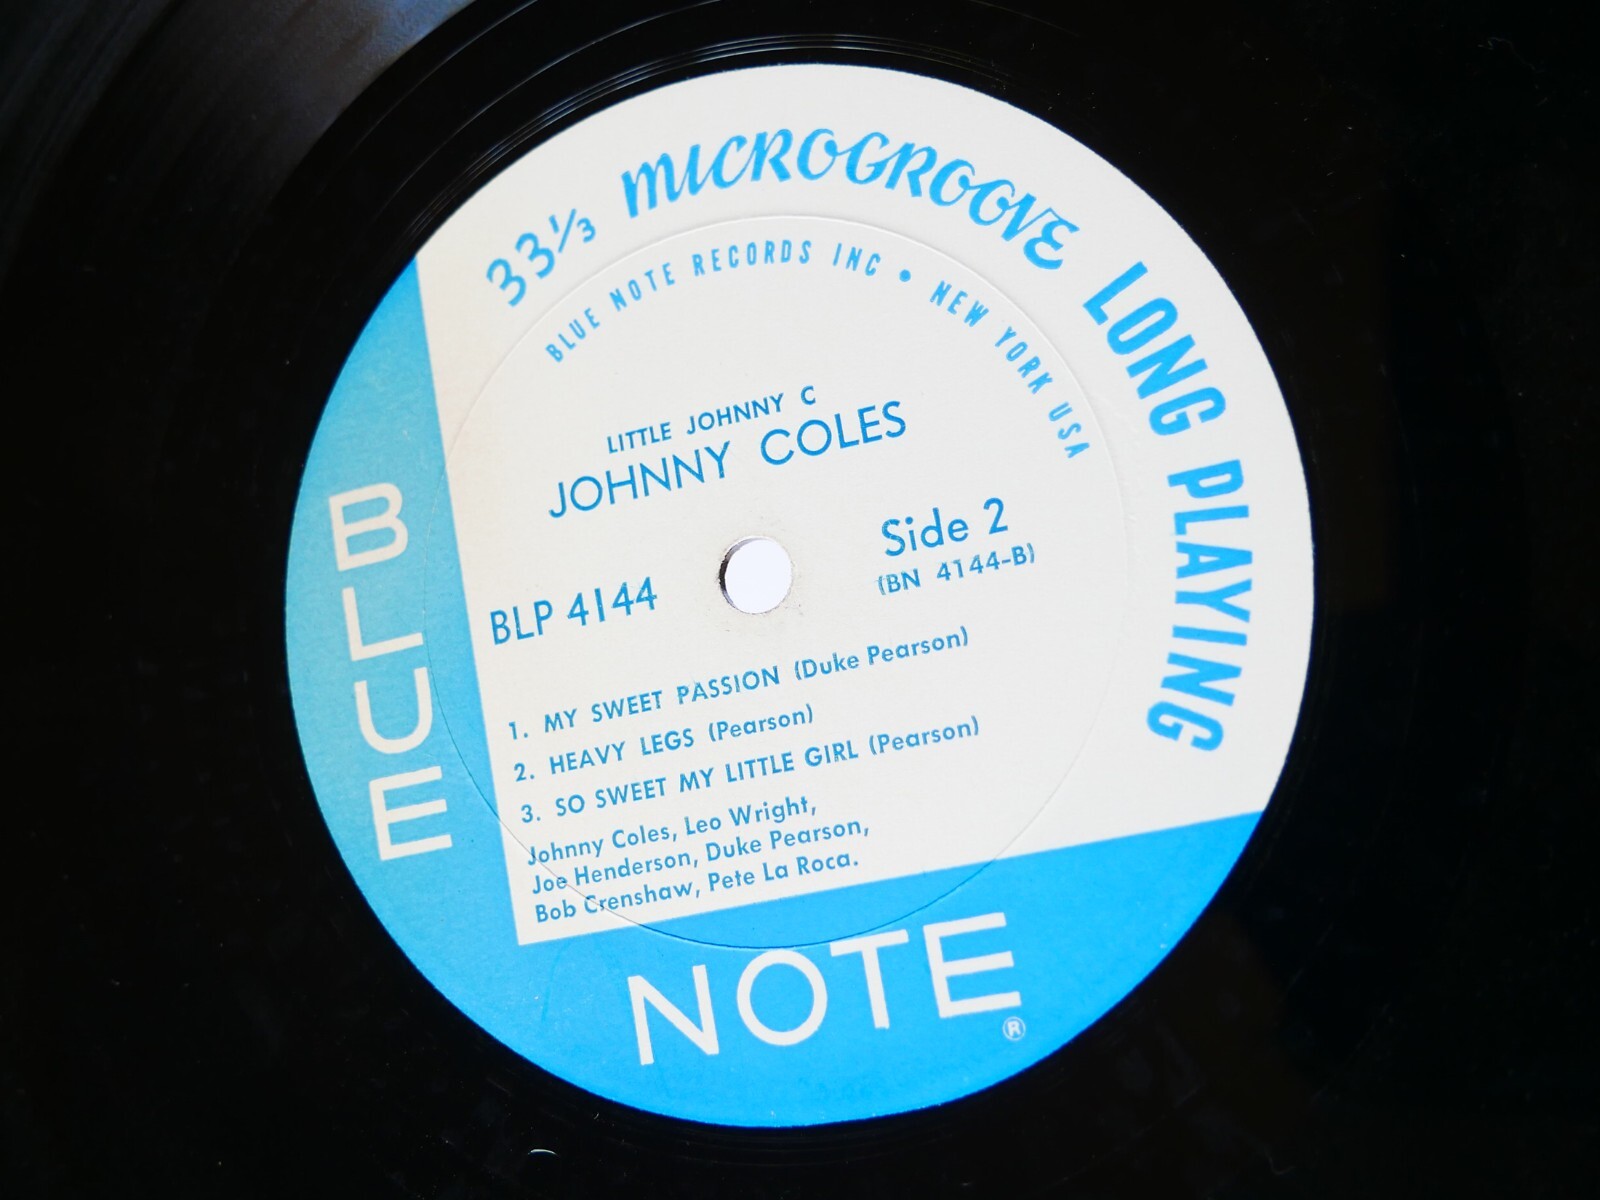 33⅓ MICROGROOVE LONG PLAYING
BLUE NOTE RECORDS INC • NEW YORK USA
LITTLE JOHNNY C
JOHNNY COLES
Side 2
BLP 4144
(BN 4144-B)
1. MY SWEET PASSION (Duke Pearson)
2. HEAVY LEGS (Pearson)
3. SO SWEET MY LITTLE GIRL (Pearson)
Johnny Coles, Leo Wright,
Joe Henderson, Duke Pearson,
Bob Crenshaw, Pete La Roca.
BLUE
NOTE ®